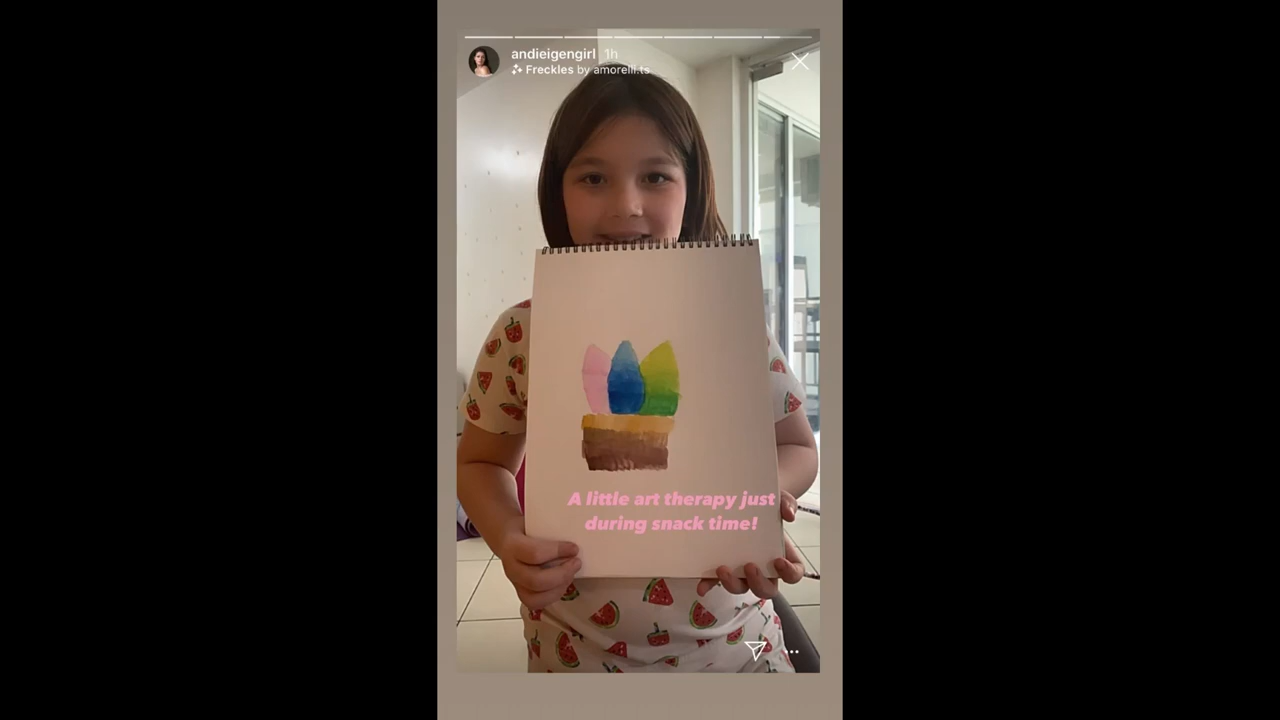 andieigengirl 1h
Freckles by amorelli.ts
A little art therapy just
during snack time!